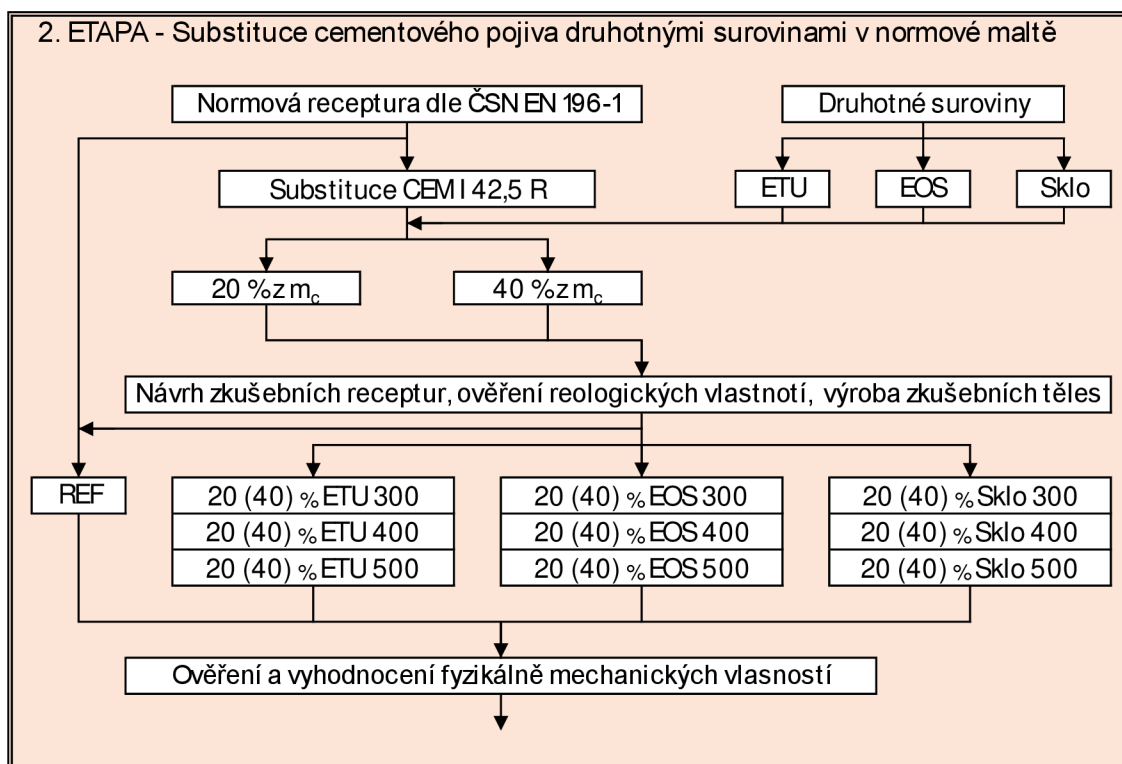 2. ETAPA - Substituce cementového pojiva druhotnými surovinami v normové maltě
Normová receptura dle ČSN EN 196-1
Druhotné suroviny
Substituce CEM I 42,5 R
ETU
EOS
Sklo
20 % z mc
40 % z mc
Návrh zkušebních receptur, ověření reologických vlastnotí, výroba zkušebních těles
REF
20 (40) % ETU 300
20 (40) % EOS 300
20 (40) % Sklo 300
20 (40) % ETU 400
20 (40) % EOS 400
20 (40) % Sklo 400
20 (40) % ETU 500
20 (40) % EOS 500
20 (40) % Sklo 500
Ověření a vyhodnocení fyzikálně mechanických vlasností